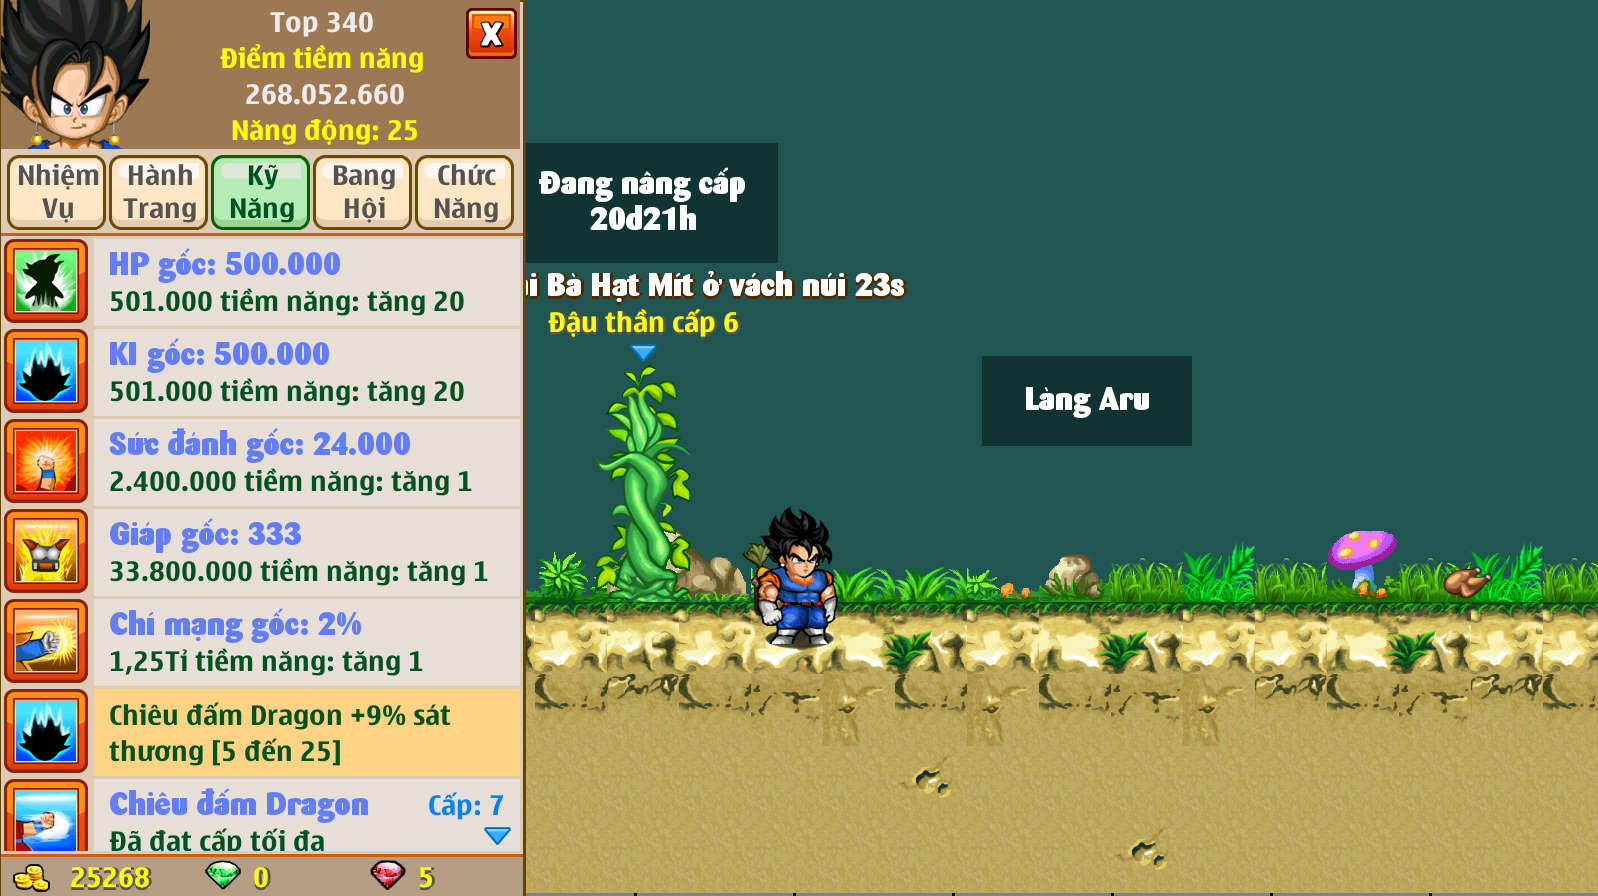 Top 340
Điểm tiềm năng
268.052.660
Năng động: 25
X
Nhiệm Vụ
Hành Trang
Kỹ Năng
Bang Hội
Chức Năng
HP gốc: 500.000
501.000 tiềm năng: tăng 20
KI gốc: 500.000
501.000 tiềm năng: tăng 20
Sức đánh gốc: 24.000
2.400.000 tiềm năng: tăng 1
Giáp gốc: 333
33.800.000 tiềm năng: tăng 1
Chí mạng gốc: 2%
1,25Tỉ tiềm năng: tăng 1
Chiêu đấm Dragon +9% sát
thương [5 đến 25]
Chiêu đấm Dragon Cấp: 7
Đã đạt cấp tối đa
25268 0 5
Đang nâng cấp
20d21h
Bà Hạt Mít ở vách núi 23s
Đậu thần cấp 6
Làng Aru